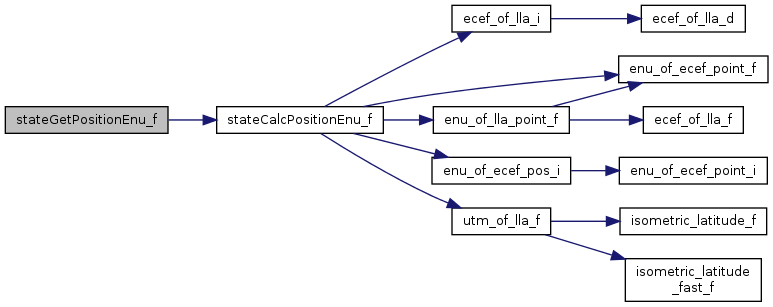 stateGetPositionEnu_f
stateCalcPositionEnu_f
ecef_of_lla_i
ecef_of_lla_d
enu_of_ecef_point_f
enu_of_lla_point_f
ecef_of_lla_f
enu_of_ecef_pos_i
enu_of_ecef_point_i
utm_of_lla_f
isometric_latitude_f
isometric_latitude
_fast_f